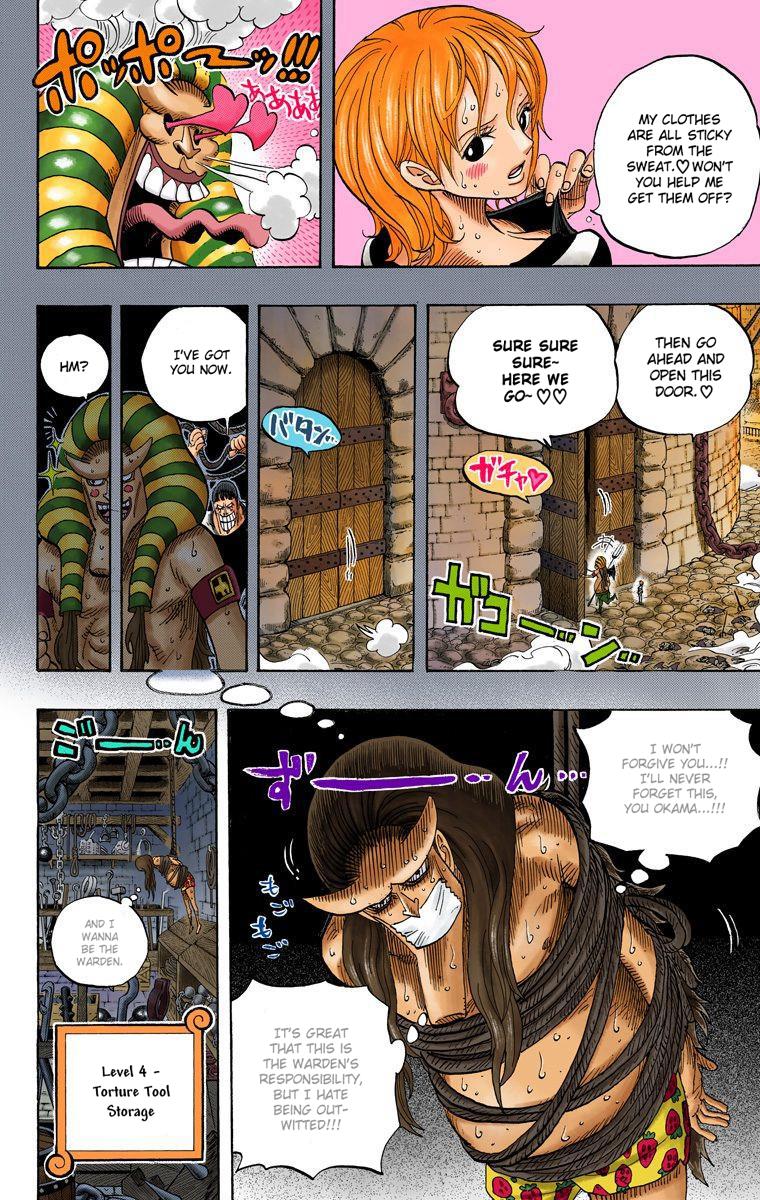 MY CLOTHES
ARE ALL STICKY
FROM THE
SWEAT.♡ WON'T
YOU HELP ME
GET THEM OFF?
ポッポーッ!!!
ああああ
THEN GO
AHEAD AND
OPEN THIS
DOOR.♡
SURE SURE
SURE~
HERE WE
GO~♡♡
ガチャ♡
ガコーーンン
バタン
I'VE GOT
YOU NOW.
HM?
I WON'T
FORGIVE YOU...!!
I'LL NEVER
FORGET THIS,
YOU OKAMA...!!!
ずーーーん…
もご
もご
IT'S GREAT
THAT THIS IS
THE WARDEN'S
RESPONSIBILITY,
BUT I HATE
BEING OUT-
WITTED!!!
AND I
WANNA
BE THE
WARDEN.
Level 4 -
Torture Tool
Storage